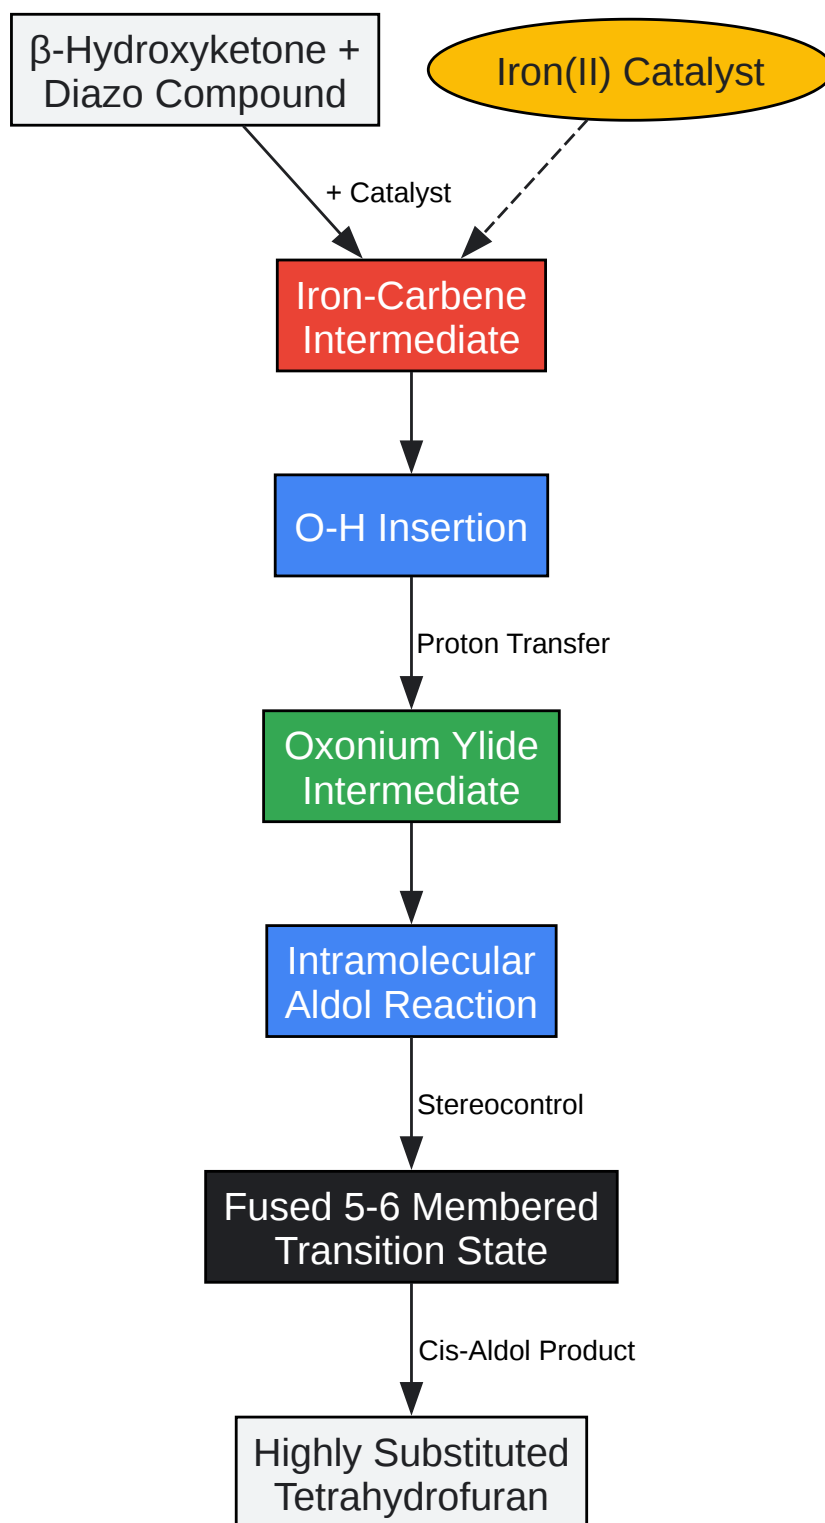 β-Hydroxyketone +
Diazo Compound
Iron(II) Catalyst
+ Catalyst
Iron-Carbene
Intermediate
O-H Insertion
Proton Transfer
Oxonium Ylide
Intermediate
Intramolecular
Aldol Reaction
Stereocontrol
Fused 5-6 Membered
Transition State
Cis-Aldol Product
Highly Substituted
Tetrahydrofuran